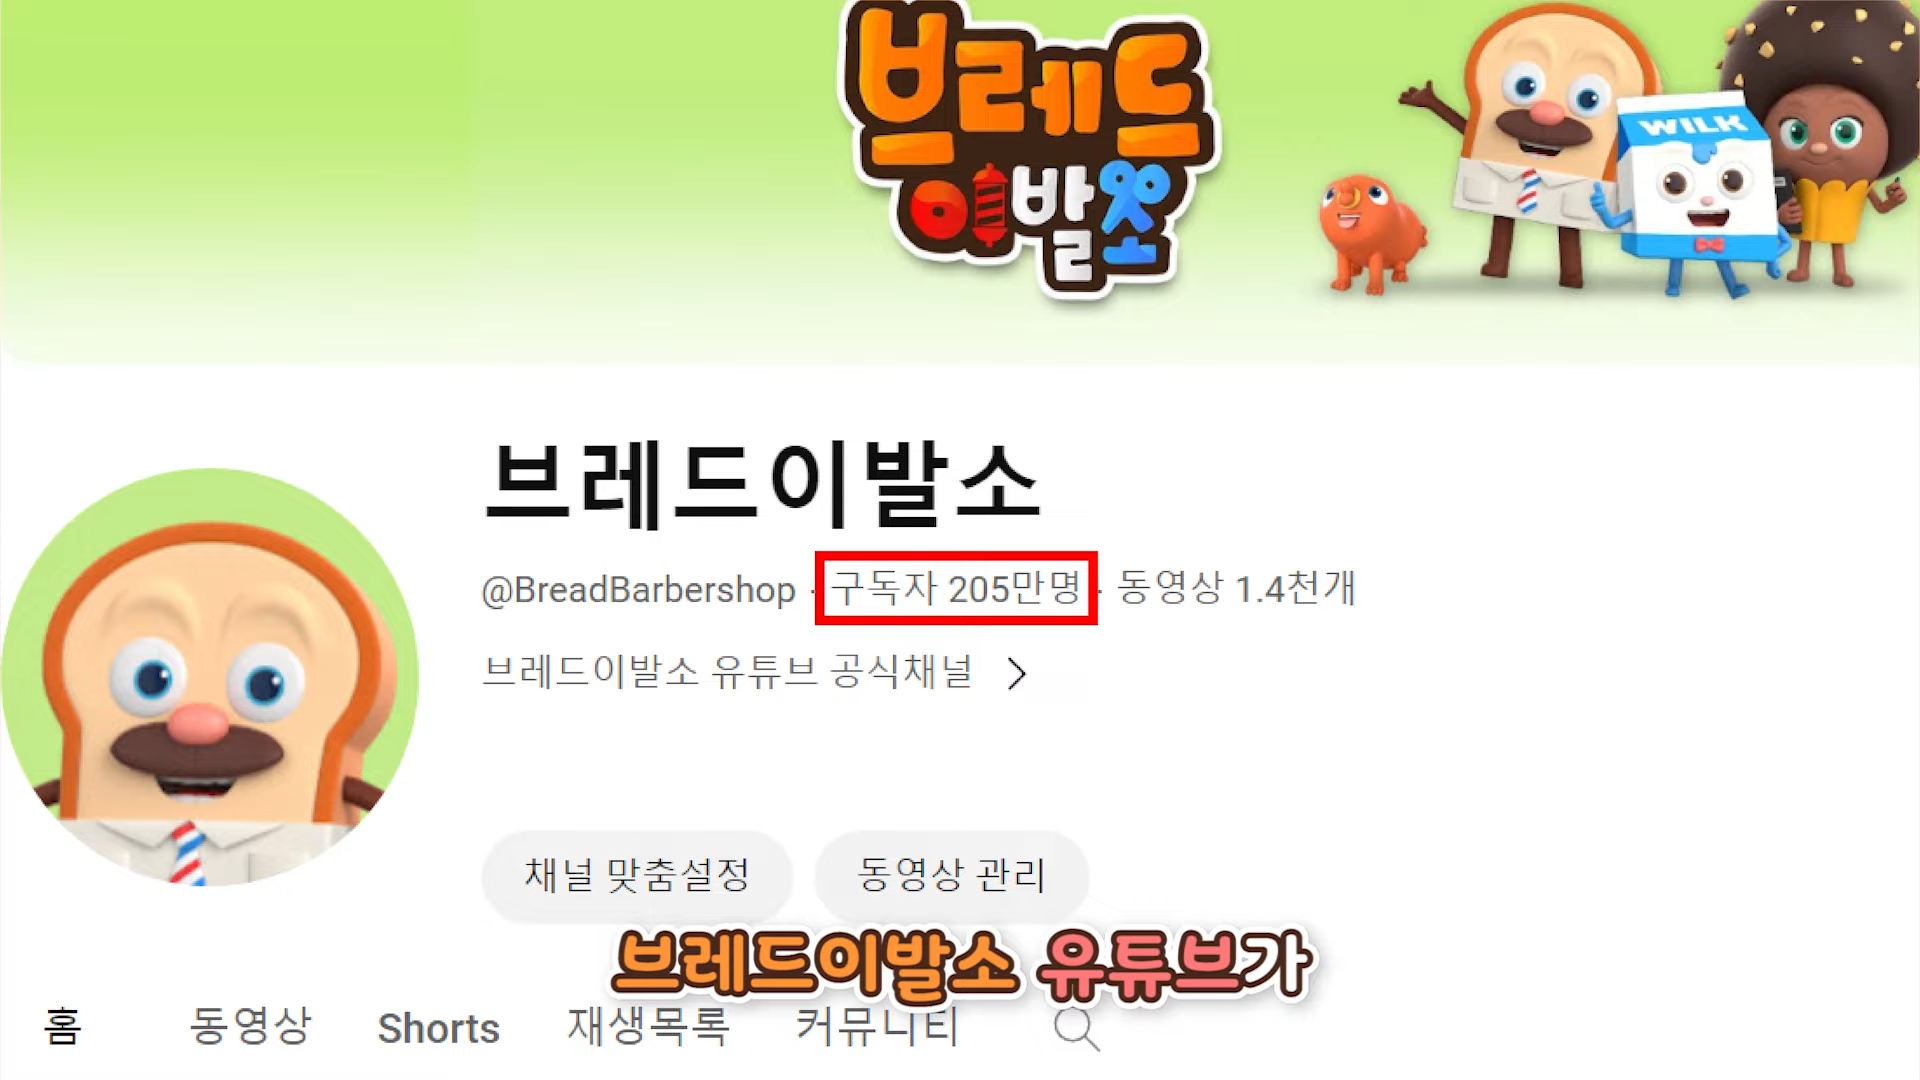 브레드
이발소
WILK
브레드이발소
@BreadBarbershop · 구독자 205만명 · 동영상 1.4천개
브레드이발소 유튜브 공식채널
채널 맞춤설정 동영상 관리
브레드이발소 유튜브가
홈 동영상 Shorts 재생목록 커뮤니티